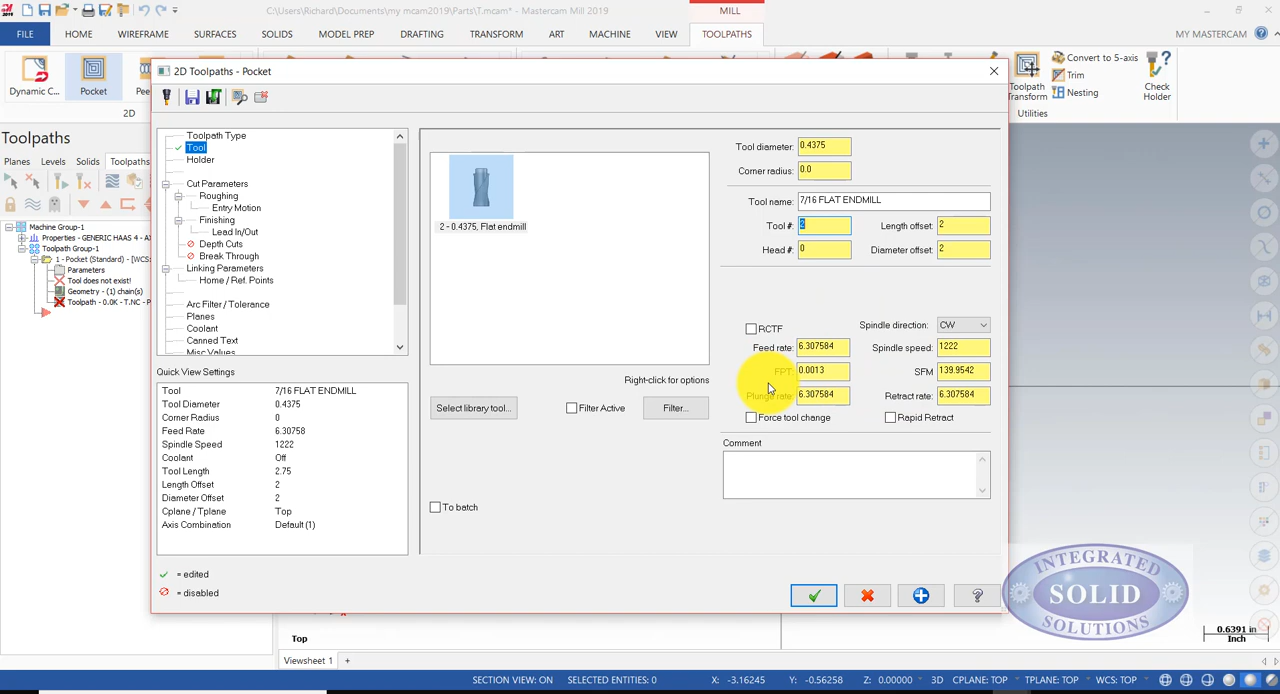 C:\Users\Richard\Documents\my mcam2019\Parts\T.mcam* - Mastercam Mill 2019
MILL
FILE HOME WIREFRAME SURFACES SOLIDS MODEL PREP DRAFTING TRANSFORM ART MACHINE VIEW TOOLPATHS MY MASTERCAM
Dynamic C... Pocket Pee
2D
Toolpath Transform
Convert to 5-axis
Trim
Nesting
Check Holder
Utilities
Toolpaths
Planes Levels Solids Toolpaths
Machine Group-1
Properties - GENERIC HAAS 4 - A
Toolpath Group-1
1 - Pocket (Standard) - [WCS:
Parameters
Tool does not exist!
Geometry - (1) chain(s)
Toolpath - 0.0K - T.NC - P
2D Toolpaths - Pocket
Toolpath Type
Tool
Holder
Cut Parameters
Roughing
Entry Motion
Finishing
Lead In/Out
Depth Cuts
Break Through
Linking Parameters
Home / Ref. Points
Arc Filter / Tolerance
Planes
Coolant
Canned Text
Misc Values
Quick View Settings
Tool 7/16 FLAT ENDMILL
Tool Diameter 0.4375
Corner Radius 0
Feed Rate 6.30758
Spindle Speed 1222
Coolant Off
Tool Length 2.75
Length Offset 2
Diameter Offset 2
Cplane / Tplane Top
Axis Combination Default (1)
= edited
= disabled
2 - 0.4375, Flat endmill
Right-click for options
Select library tool...
Filter Active
Filter...
To batch
Tool diameter: 0.4375
Corner radius: 0.0
Tool name: 7/16 FLAT ENDMILL
Tool #: 2 Length offset: 2
Head #: 0 Diameter offset: 2
RCTF Spindle direction: CW
Feed rate: 6.307584 Spindle speed: 1222
FPT: 0.0013 SFM 139.9542
Plunge rate: 6.307584 Retract rate: 6.307584
Force tool change Rapid Retract
Comment
INTEGRATED
SOLID
SOLUTIONS
0.6391 in
Inch
Top
Viewsheet 1 +
SECTION VIEW: ON SELECTED ENTITIES: 0 X: -3.16245 Y: -0.56258 Z: 0.00000 3D CPLANE: TOP TPLANE: TOP WCS: TOP